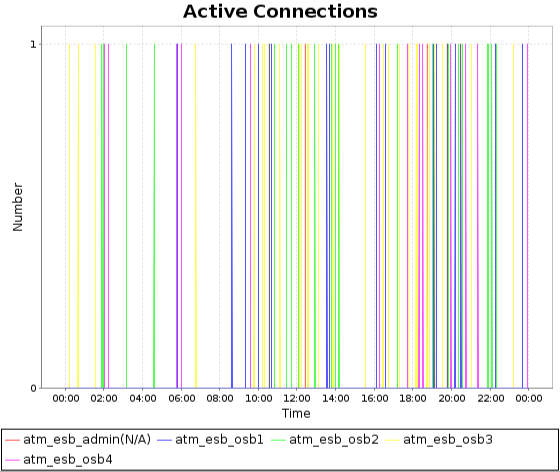 Active Connections
1
Number
0
00:00 02:00 04:00 06:00 08:00 10:00 12:00 14:00 16:00 18:00 20:00 22:00 00:00
Time
atm_esb_admin(N/A) atm_esb_osb1 atm_esb_osb2 atm_esb_osb3
atm_esb_osb4